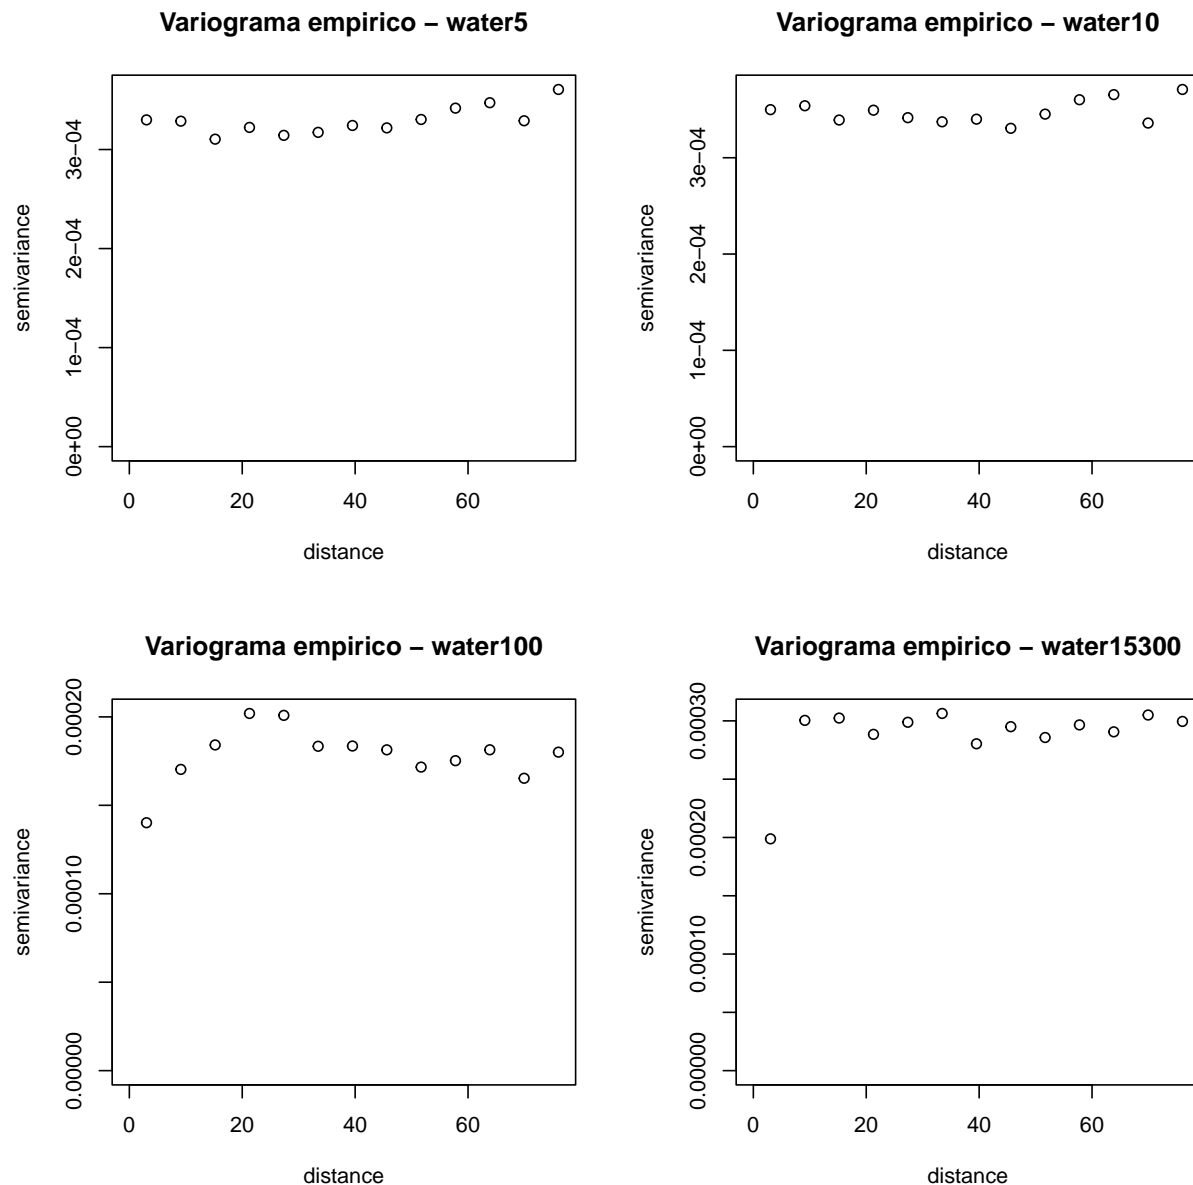 Variograma empirico − water5
semivariance
3e−04
2e−04
1e−04
0e+00
0 20 40 60
distance
Variograma empirico − water10
semivariance
3e−04
2e−04
1e−04
0e+00
0 20 40 60
distance
Variograma empirico − water100
semivariance
0.00020
0.00010
0.00000
0 20 40 60
distance
Variograma empirico − water15300
semivariance
0.00030
0.00020
0.00010
0.00000
0 20 40 60
distance